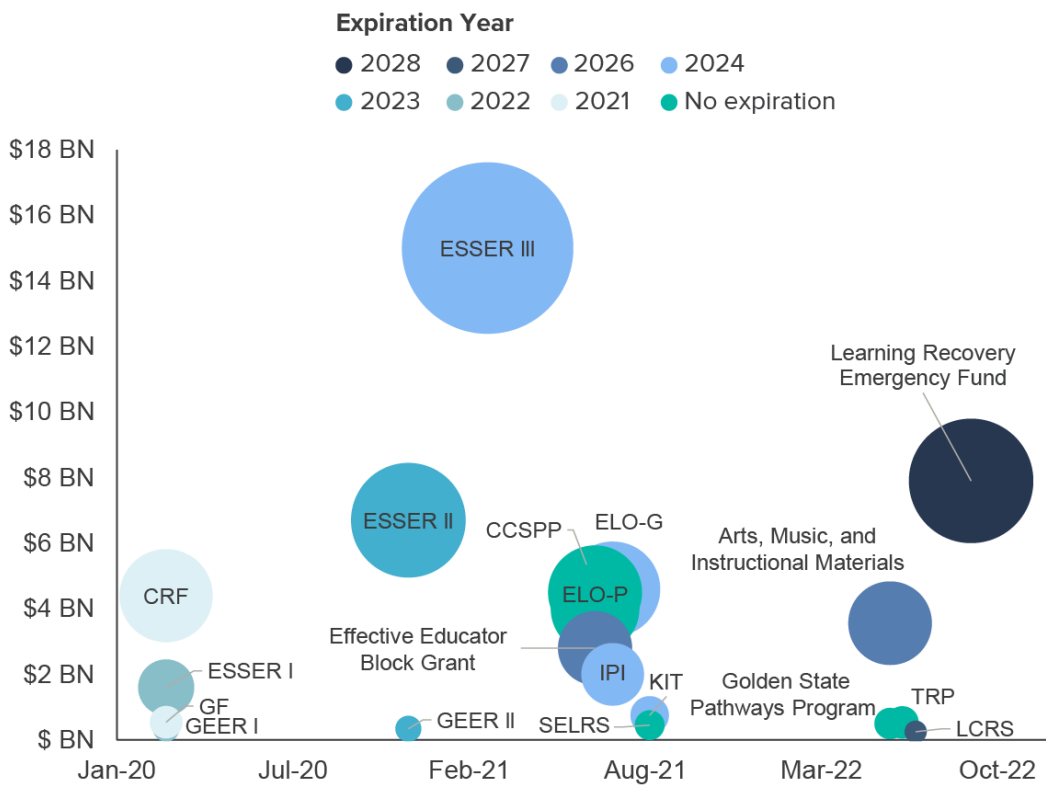 Expiration Year
2028 2027 2026 2024
2023 2022 2021 No expiration
$18 BN
$16 BN
$14 BN
$12 BN
$10 BN
$8 BN
$6 BN
$4 BN
$2 BN
$ BN
Jan-20 Jul-20 Feb-21 Aug-21 Mar-22 Oct-22
ESSER III
Learning Recovery
Emergency Fund
ESSER II
CCSPP
ELO-G
Arts, Music, and
Instructional Materials
CRF
ELO-P
Effective Educator
Block Grant
ESSER I
IPI
KIT
Golden State
Pathways Program
TRP
GF
GEER I
GEER II
SELRS
LCRS